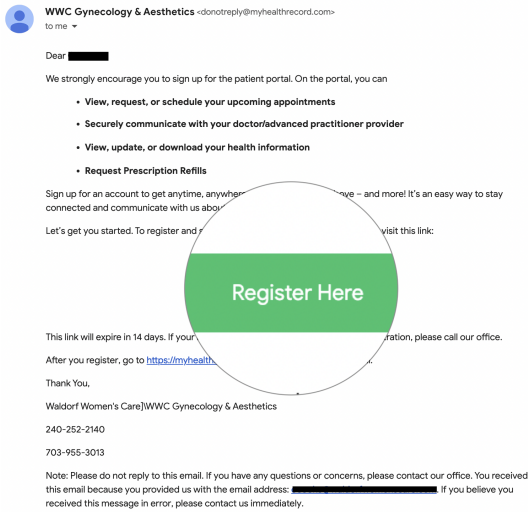 WWC Gynecology & Aesthetics <donotreply@myhealthrecord.com>
to me
Dear
We strongly encourage you to sign up for the patient portal. On the portal, you can
• View, request, or schedule your upcoming appointments
• Securely communicate with your doctor/advanced practitioner provider
• View, update, or download your health information
• Request Prescription Refills
Sign up for an account to get anytime, – and more! It's an easy way to stay
connected and communicate with us
Let's get you started. To register and visit this link:
Register Here
This link will expire in 14 days. If your please call our office.
After you register, go to
Thank You,
Waldorf Women's Care]\WWC Gynecology & Aesthetics
240-252-2140
703-955-3013
Note: Please do not reply to this email. If you have any questions or concerns, please contact our office. You received
this email because you provided us with the email address: . If you believe you
received this message in error, please contact us immediately.